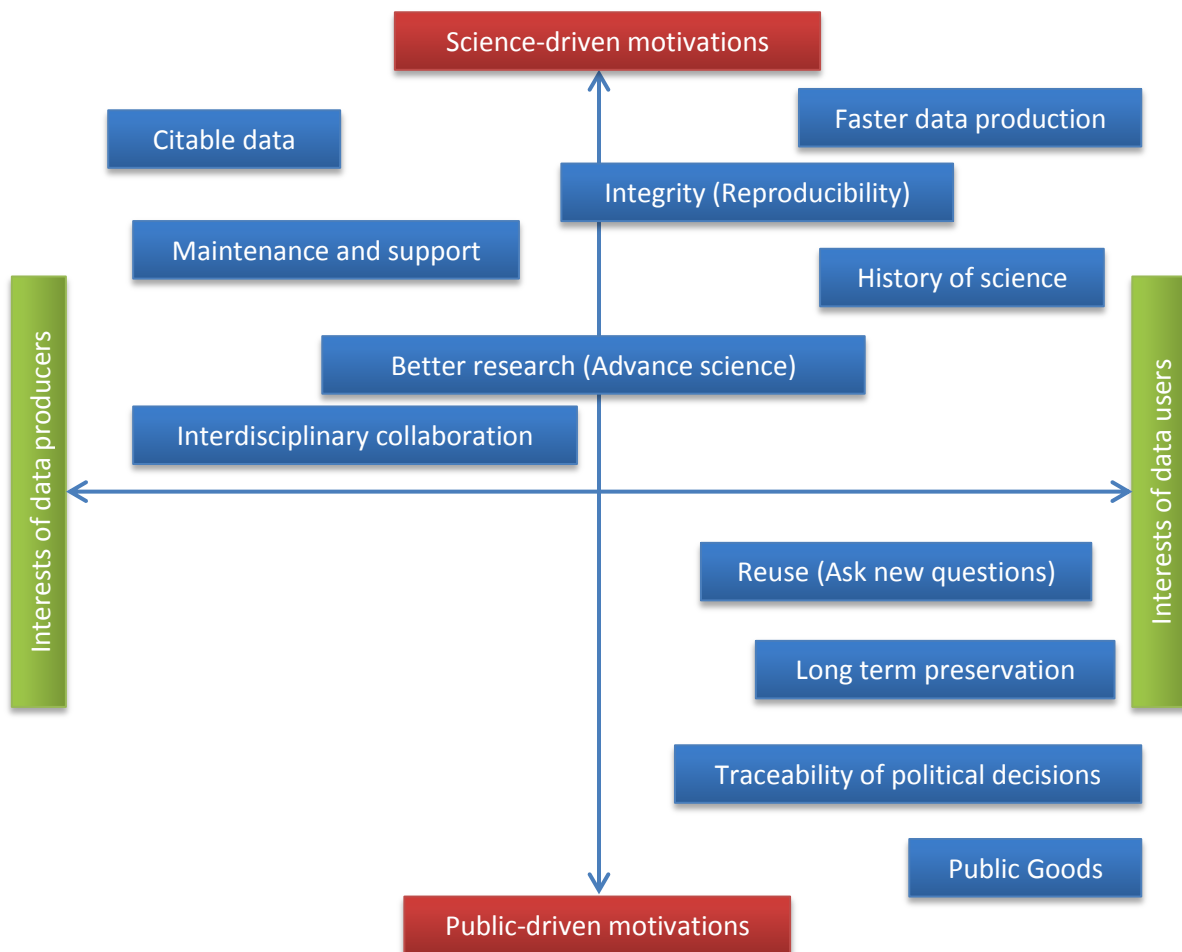 Science-driven motivations
Faster data production
Citable data
Integrity (Reproducibility)
Maintenance and support
History of science
Interests of data producers
Better research (Advance science)
Interests of data users
Interdisciplinary collaboration
Reuse (Ask new questions)
Long term preservation
Traceability of political decisions
Public Goods
Public-driven motivations